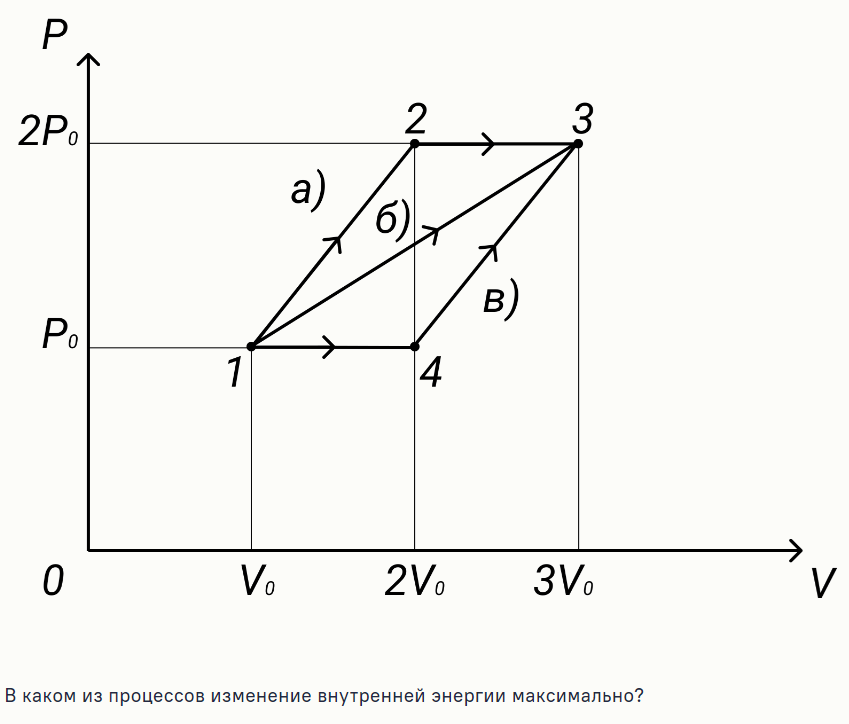 P
2P₀
2
3
а)
б)
в)
P₀
1
4
0
V₀
2V₀
3V₀
V
В каком из процессов изменение внутренней энергии максимально?